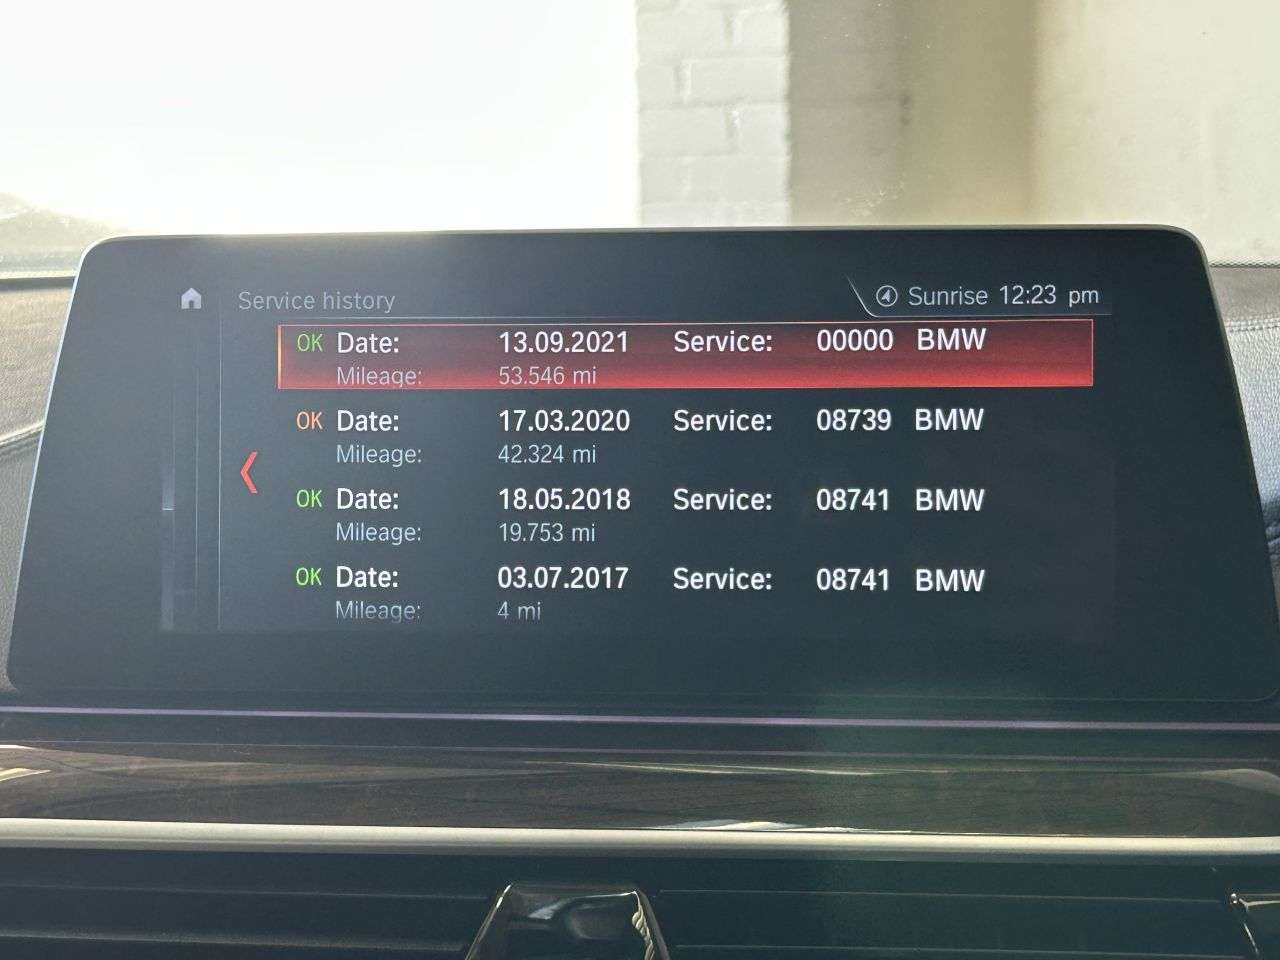 Service history Sunrise 12:23 pm
OK Date: 13.09.2021 Service: 00000 BMW
Mileage: 53.546 mi
OK Date: 17.03.2020 Service: 08739 BMW
Mileage: 42.324 mi
OK Date: 18.05.2018 Service: 08741 BMW
Mileage: 19.753 mi
OK Date: 03.07.2017 Service: 08741 BMW
Mileage: 4 mi